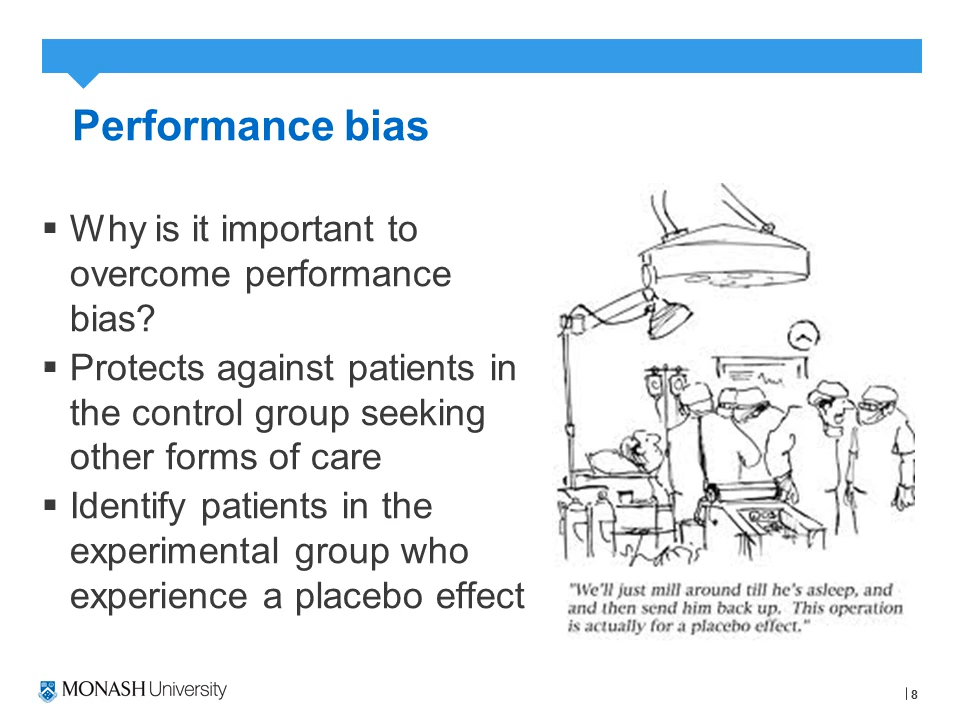 Performance bias
▪ Why is it important to
overcome performance
bias?
▪ Protects against patients in
the control group seeking
other forms of care
▪ Identify patients in the
experimental group who
experience a placebo effect
"We'll just mill around till he's asleep, and
and then send him back up. This operation
is actually for a placebo effect."
MONASH University
8